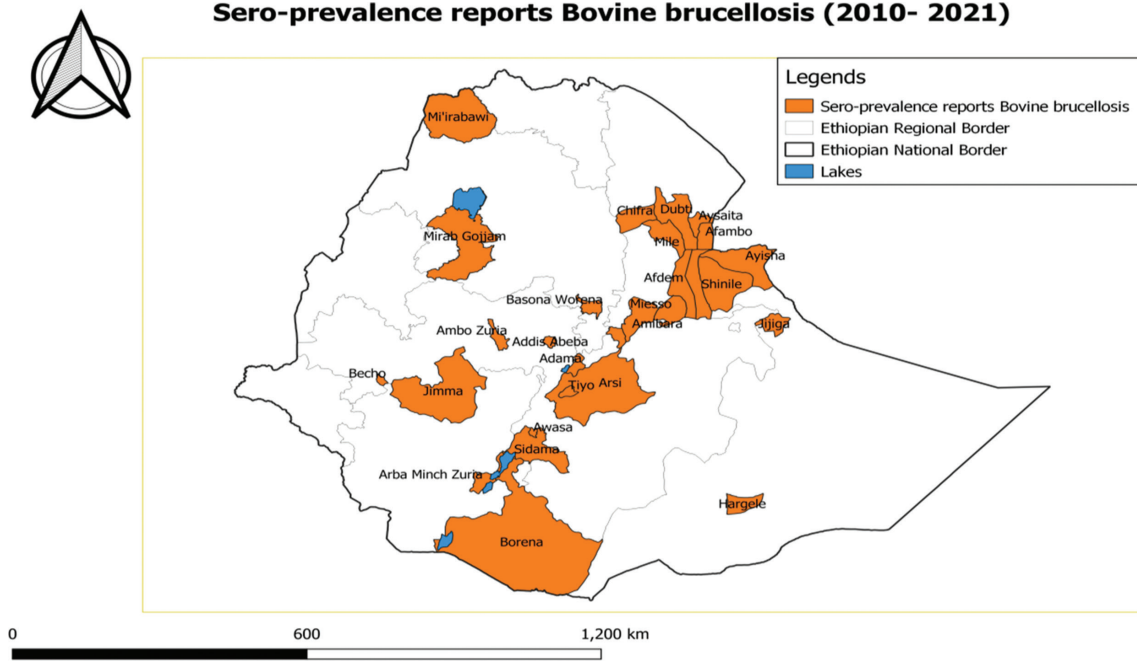 Sero-prevalence reports Bovine brucellosis (2010- 2021)
Legends
Sero-prevalence reports Bovine brucellosis
Ethiopian Regional Border
Ethiopian National Border
Lakes
Mi'irabawi
Chifra
Dubti
Aysaita
Afambo
Mirab Gojjam
Mile
Ayisha
Afdem
Shinile
Basona Worena
Miesso
Amibara
Jijiga
Ambo Zuria
Addis Abeba
Adama
Becho
Jimma
Tiyo Arsi
Awasa
Sidama
Arba Minch Zuria
Hargele
Borena
0 600 1,200 km